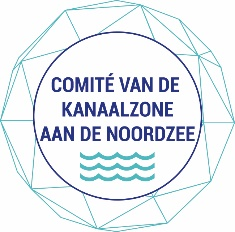 COMITÉ VAN DE
KANAALZONE
AAN DE NOORDZEE